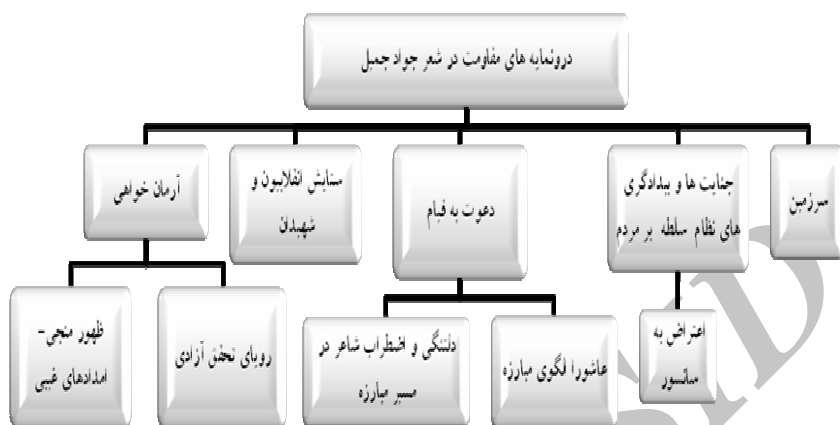 درونمایه های مقاومت در شعر جواد جمیل
سرزمین
جنایت ها و بیدادگری
های نظام سلطه بر مردم
دعوت به قیام
ستایش انقلابیون و
شهیدان
آرمان خواهی
اعتراض به
سانسور
عاشورا الگوی مبارزه
دلتنگی و اضطراب شاعر در
مسیر مبارزه
رویای تحقق آزادی
ظهور منجی-
امدادهای غیبی
SID